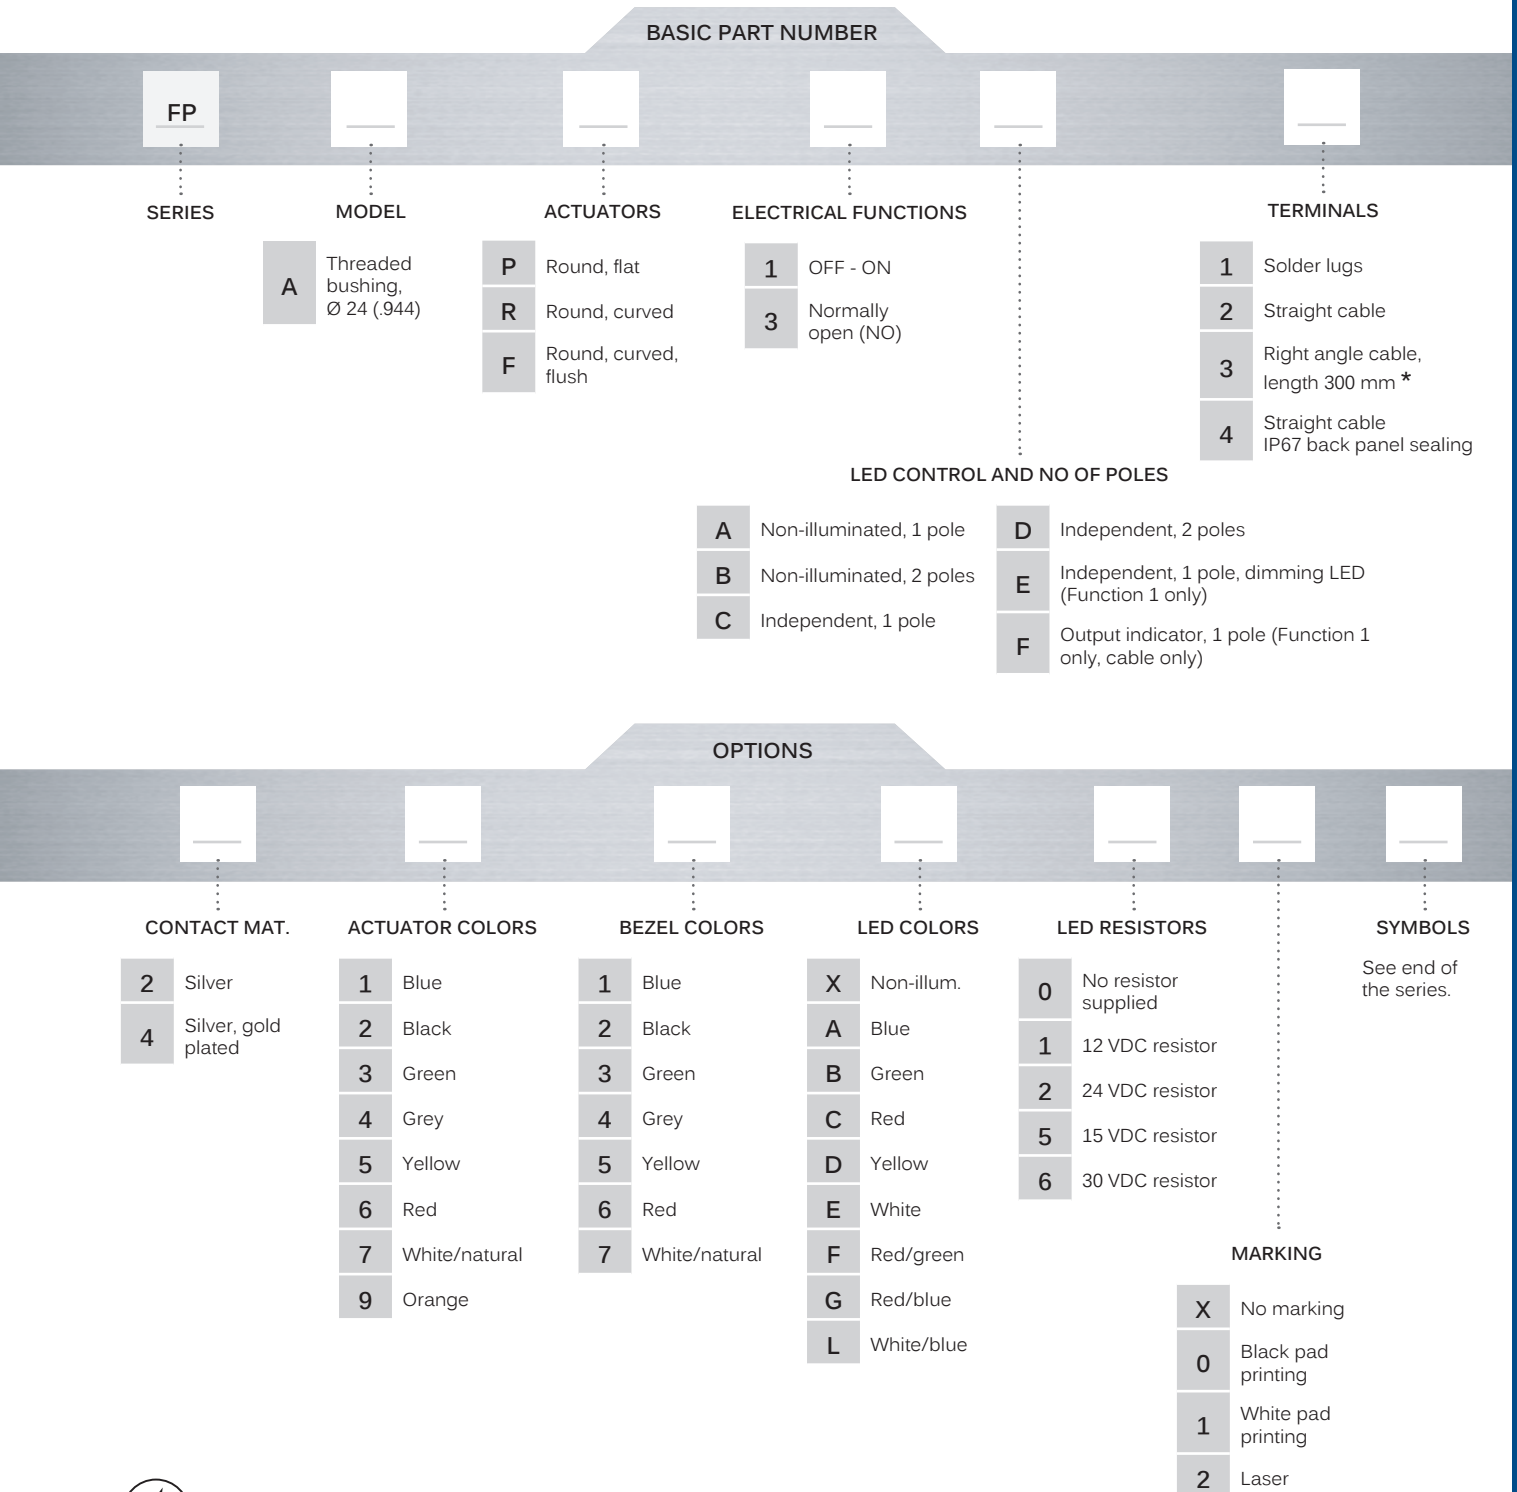 BASIC PART NUMBER
FP
SERIES
MODEL
A
Threaded
bushing,
Ø 24 (.944)
ACTUATORS
P Round, flat
R Round, curved
F
Round, curved,
flush
ELECTRICAL FUNCTIONS
1 OFF - ON
3
Normally
open (NO)
TERMINALS
1 Solder lugs
2 Straight cable
3
Right angle cable,
length 300 mm *
4
Straight cable
IP67 back panel sealing
LED CONTROL AND NO OF POLES
A Non-illuminated, 1 pole
B Non-illuminated, 2 poles
C Independent, 1 pole
D Independent, 2 poles
E
Independent, 1 pole, dimming LED
(Function 1 only)
F
Output indicator, 1 pole (Function 1
only, cable only)
OPTIONS
CONTACT MAT.
2 Silver
4
Silver, gold
plated
ACTUATOR COLORS
1 Blue
2 Black
3 Green
4 Grey
5 Yellow
6 Red
7 White/natural
9 Orange
BEZEL COLORS
1 Blue
2 Black
3 Green
4 Grey
5 Yellow
6 Red
7 White/natural
LED COLORS
X Non-illum.
A Blue
B Green
C Red
D Yellow
E White
F Red/green
G Red/blue
L White/blue
LED RESISTORS
0
No resistor
supplied
1 12 VDC resistor
2 24 VDC resistor
5 15 VDC resistor
6 30 VDC resistor
MARKING
X No marking
0
Black pad
printing
1
White pad
printing
2 Laser
SYMBOLS
See end of
the series.